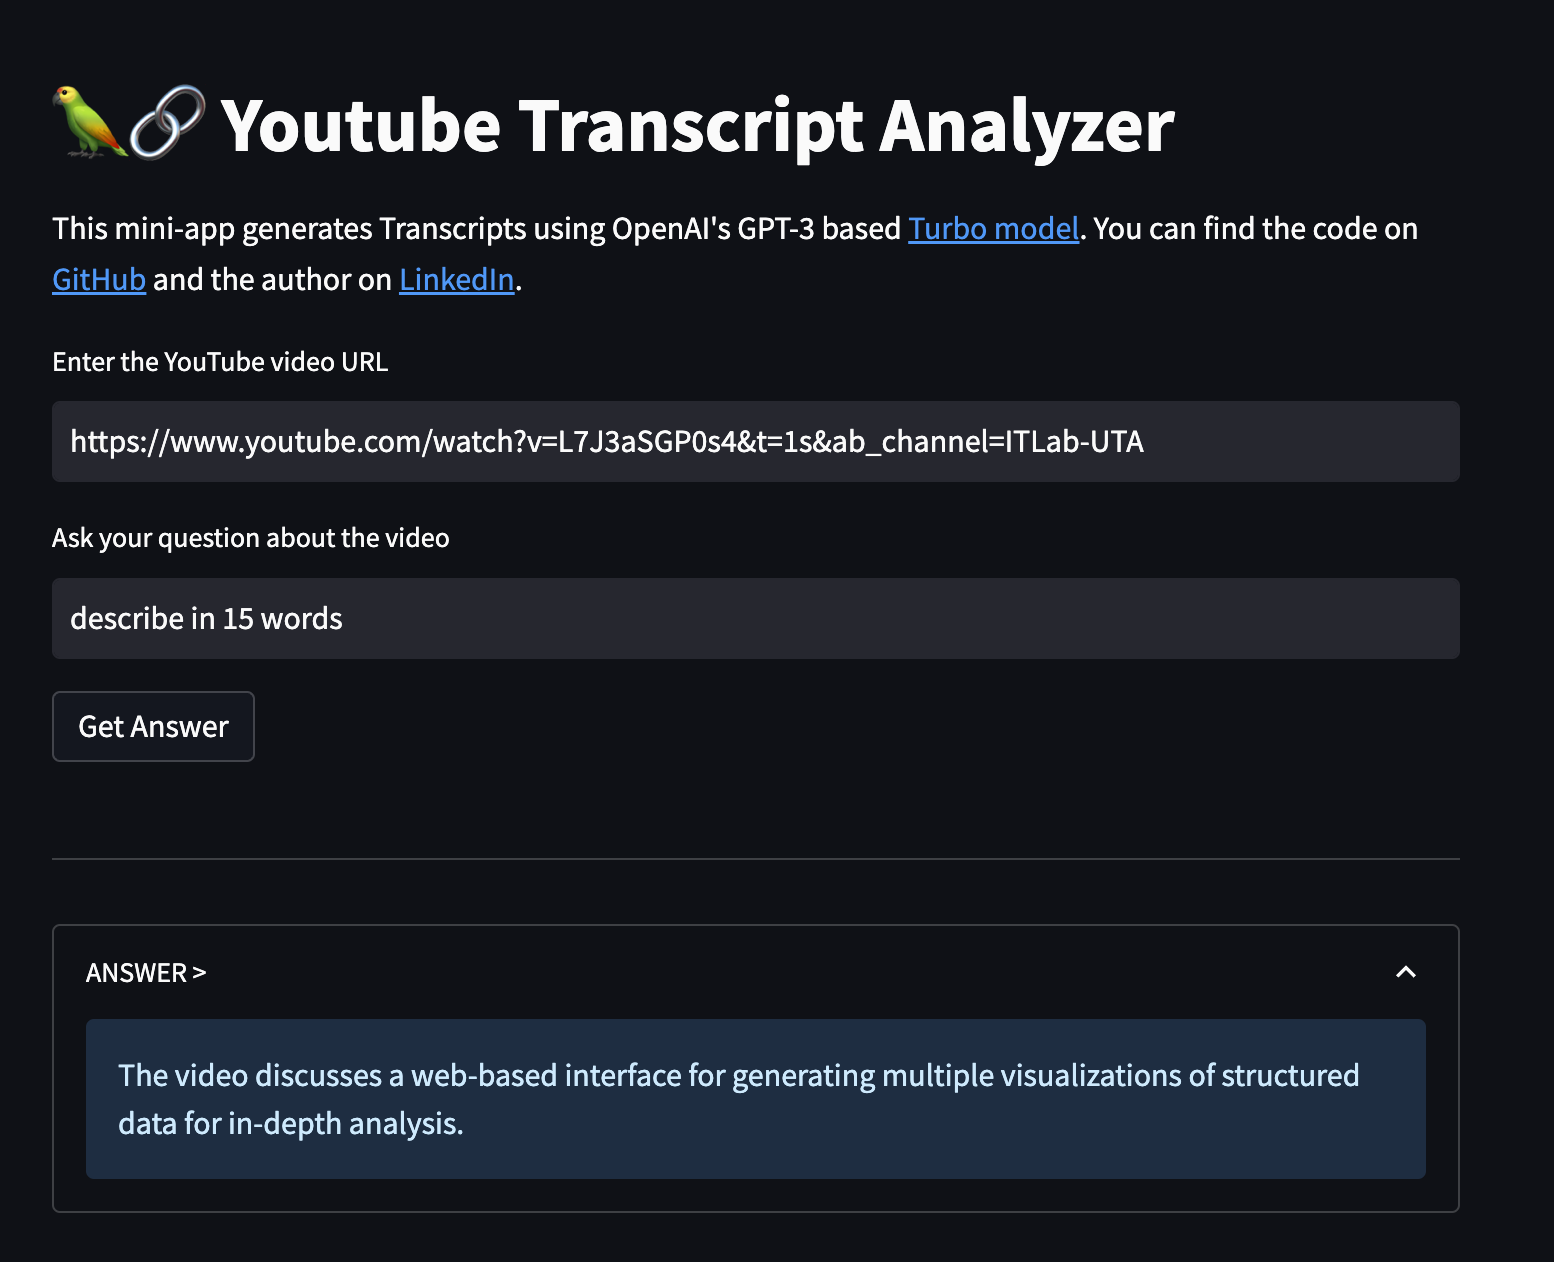 Youtube Transcript Analyzer
This mini-app generates Transcripts using OpenAI's GPT-3 based Turbo model. You can find the code on
GitHub and the author on LinkedIn.
Enter the YouTube video URL
https://www.youtube.com/watch?v=L7J3aSGP0s4&t=1s&ab_channel=ITLab-UTA
Ask your question about the video
describe in 15 words
Get Answer
ANSWER >
The video discusses a web-based interface for generating multiple visualizations of structured
data for in-depth analysis.